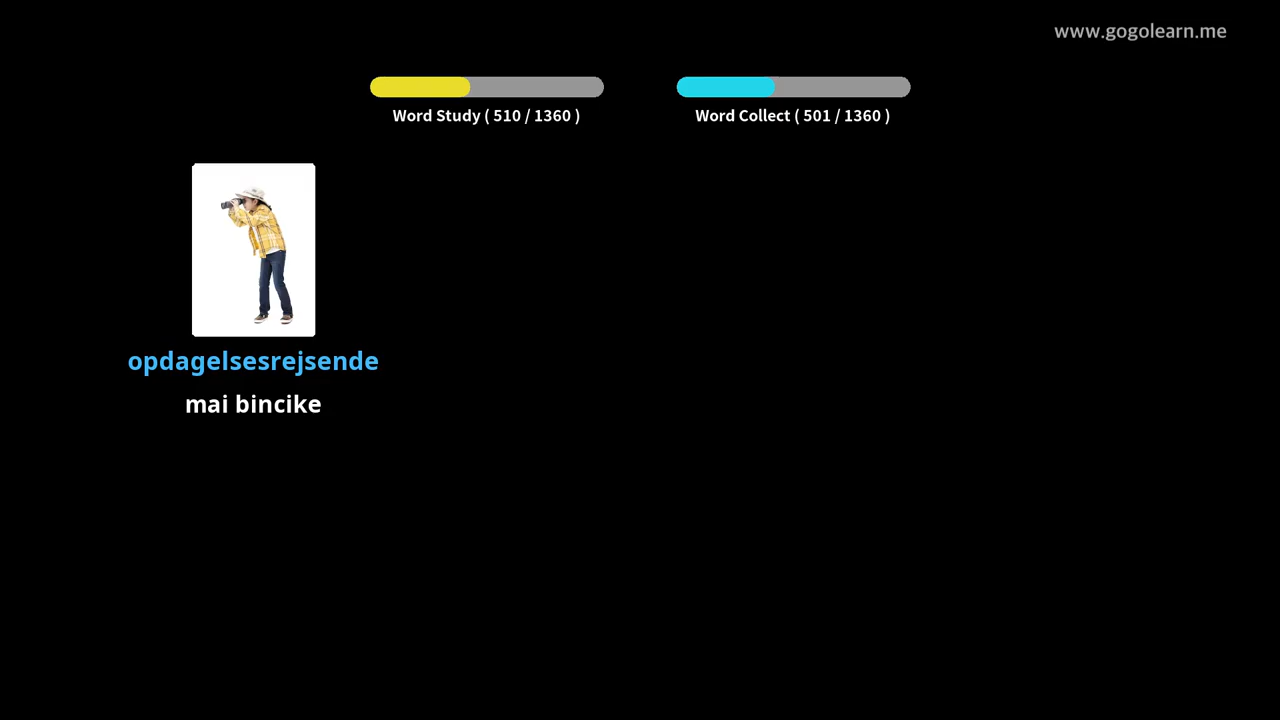 www.gogolearn.me
Word Study ( 510 / 1360 )
Word Collect ( 501 / 1360 )
opdagelsesrejsende
mai bincike